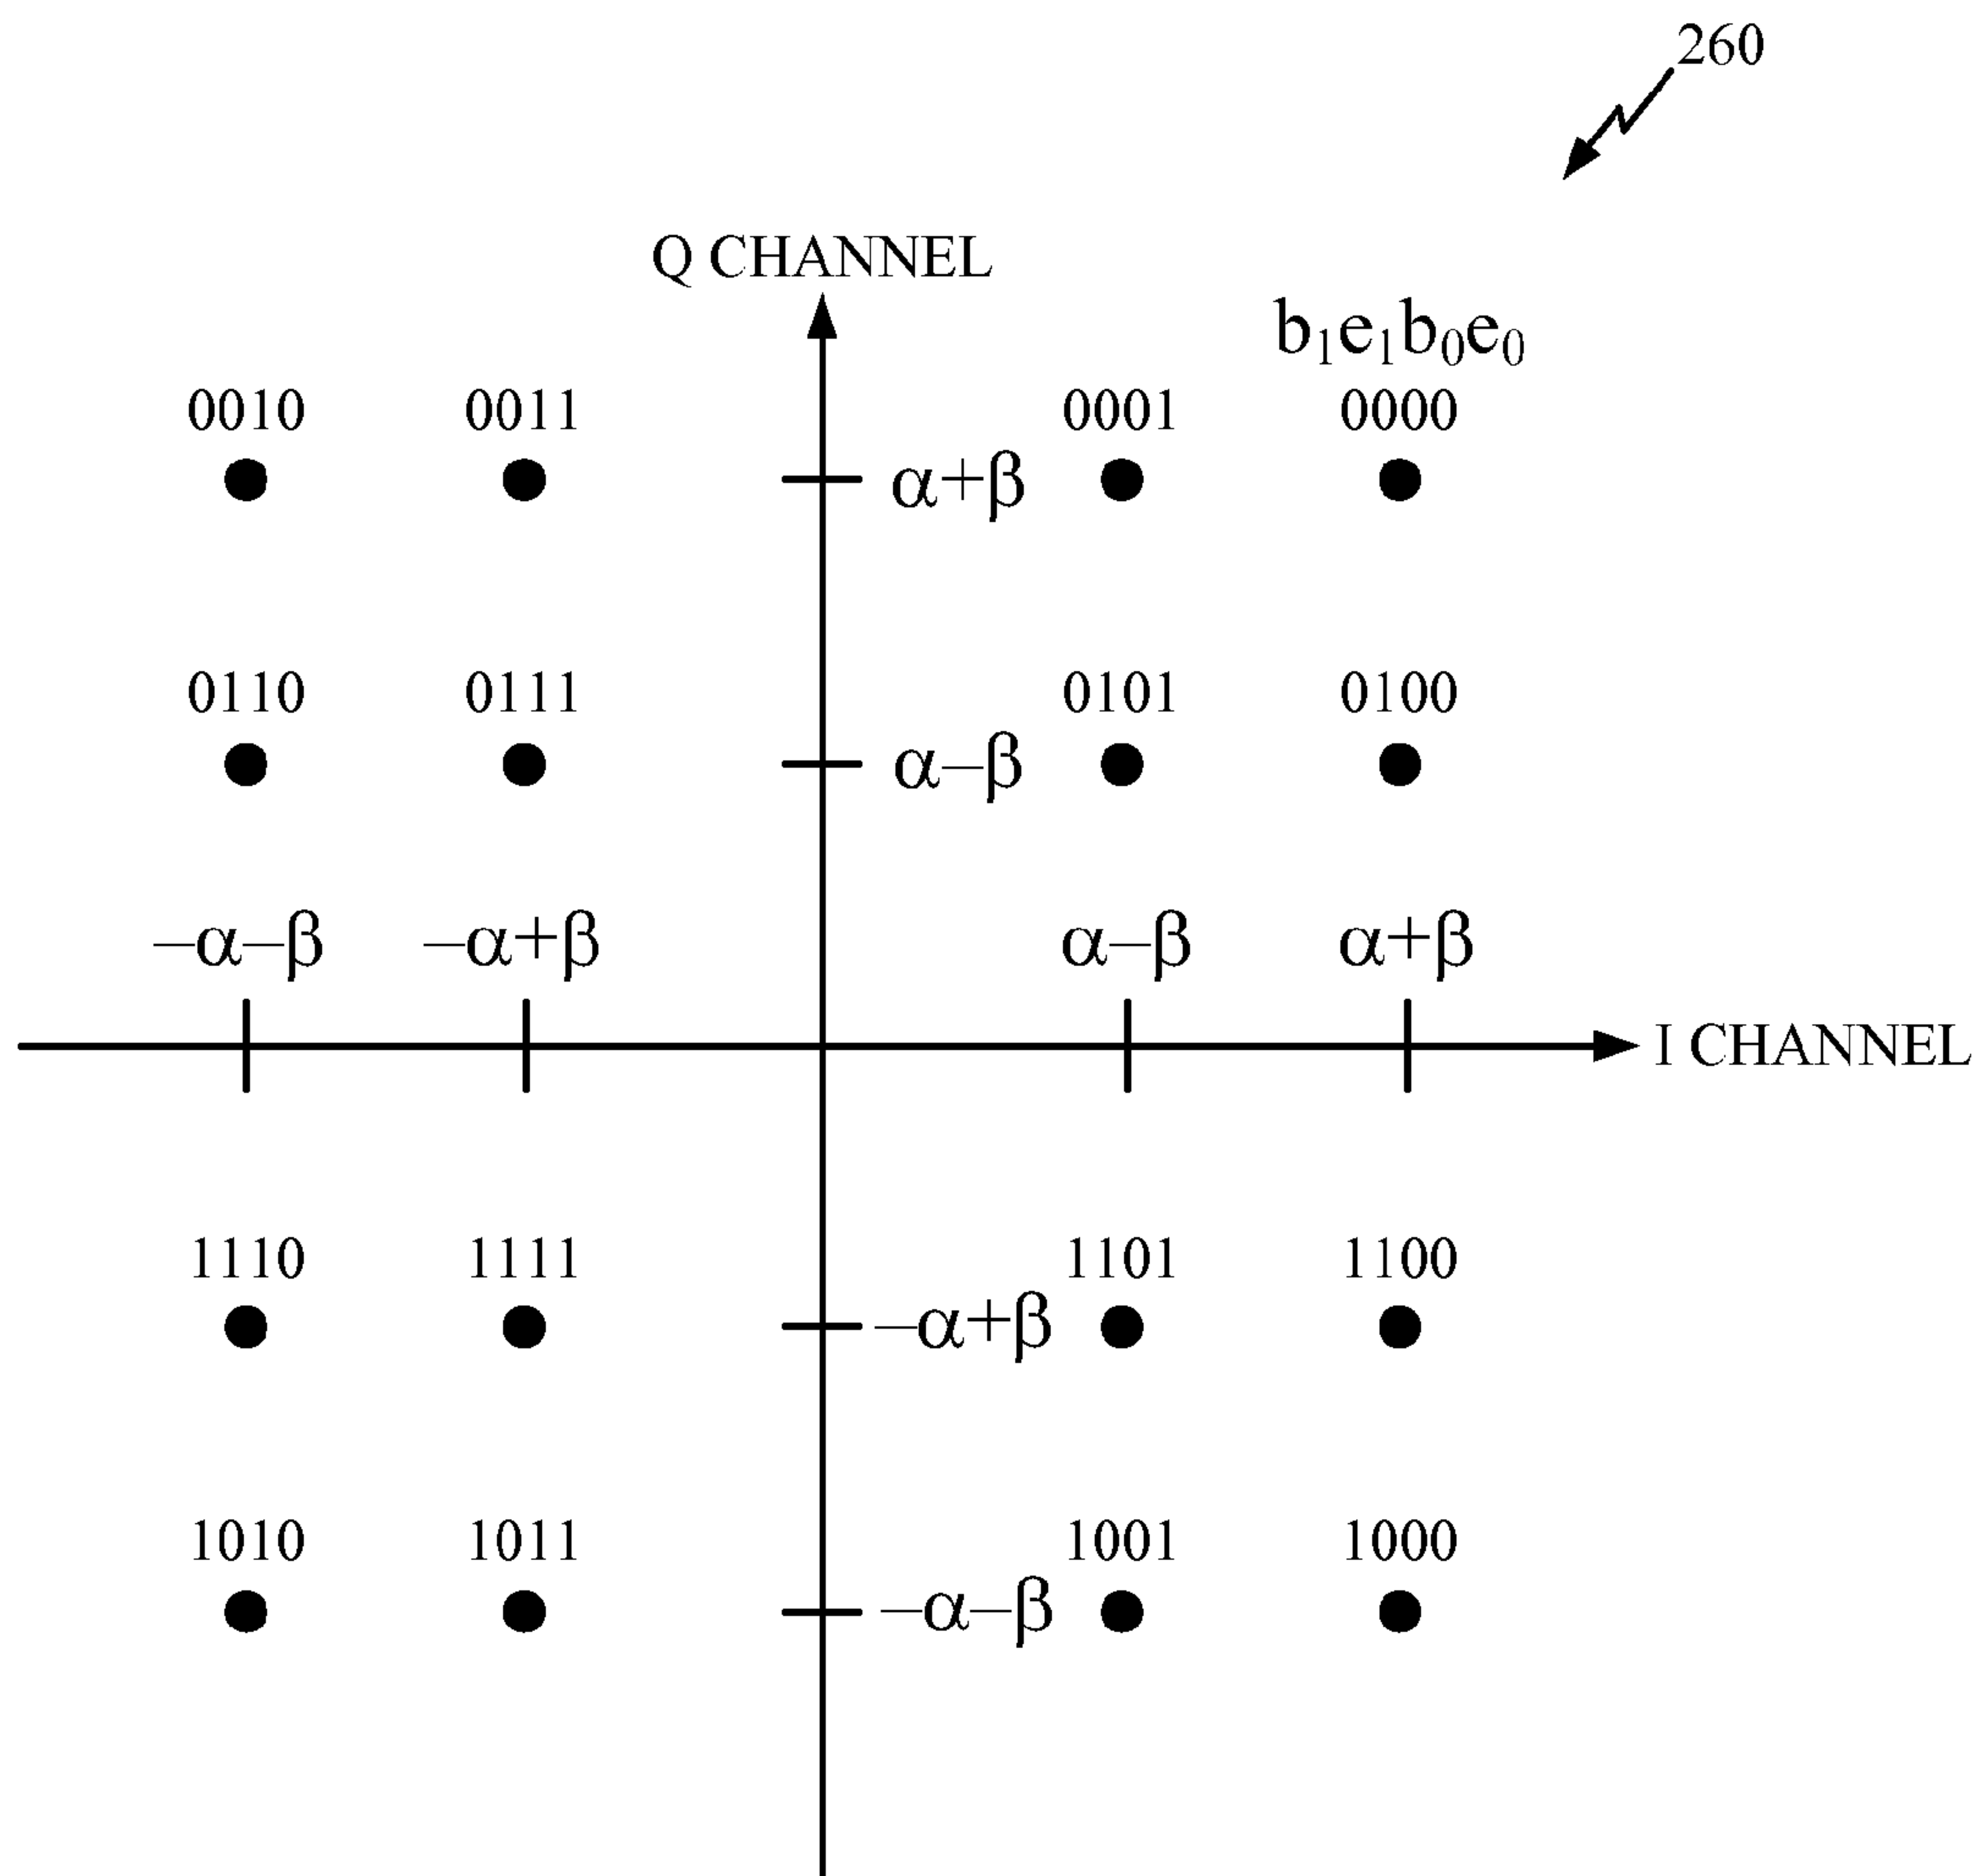 260
Q CHANNEL
b₁e₁b₀e₀
0010 0011 0001 0000
α+β
0110 0111 0101 0100
α–β
–α–β –α+β α–β α+β
I CHANNEL
1110 1111 1101 1100
–α+β
1010 1011 1001 1000
–α–β